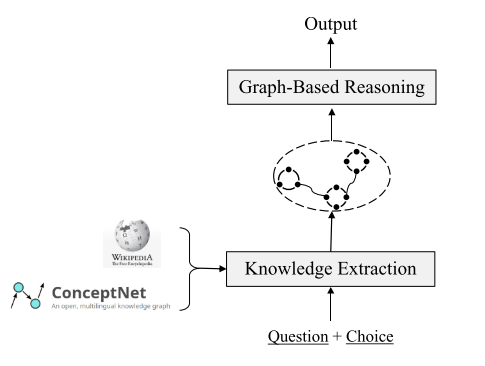 Output
Graph-Based Reasoning
WIKIPEDIA
The Free Encyclopedia
Knowledge Extraction
ConceptNet
An open, multilingual knowledge graph
Question + Choice